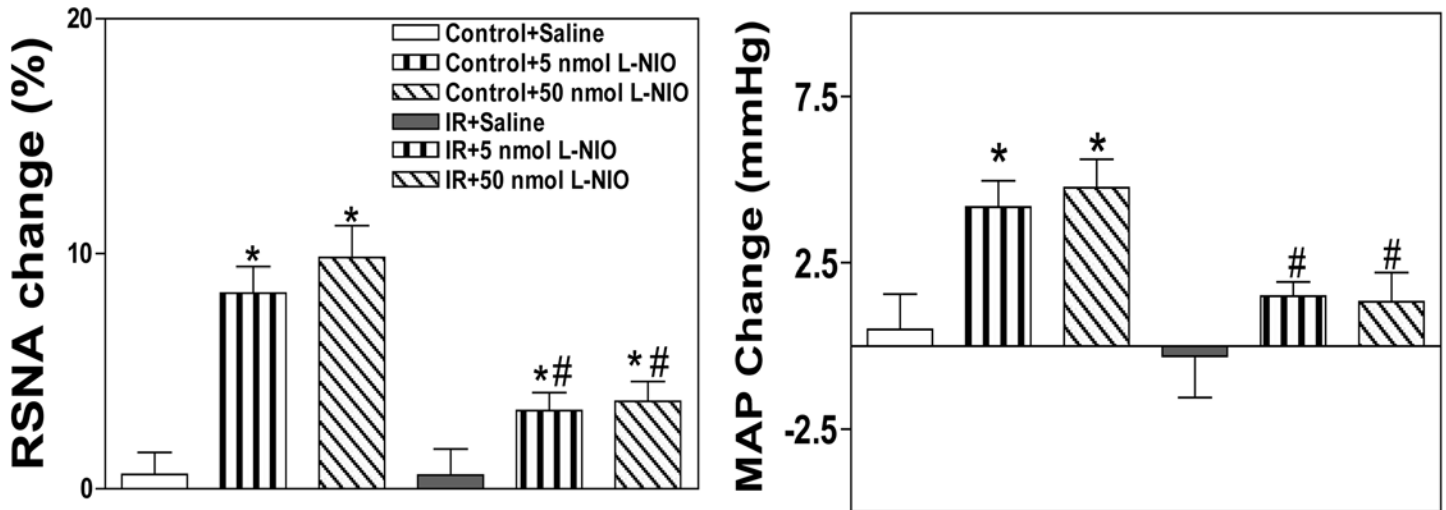 RSNA change (%)
20
10
0
Control+Saline
Control+5 nmol L-NIO
Control+50 nmol L-NIO
IR+Saline
IR+5 nmol L-NIO
IR+50 nmol L-NIO
*
*
*#
*#
MAP Change (mmHg)
7.5
2.5
-2.5
*
*
#
#